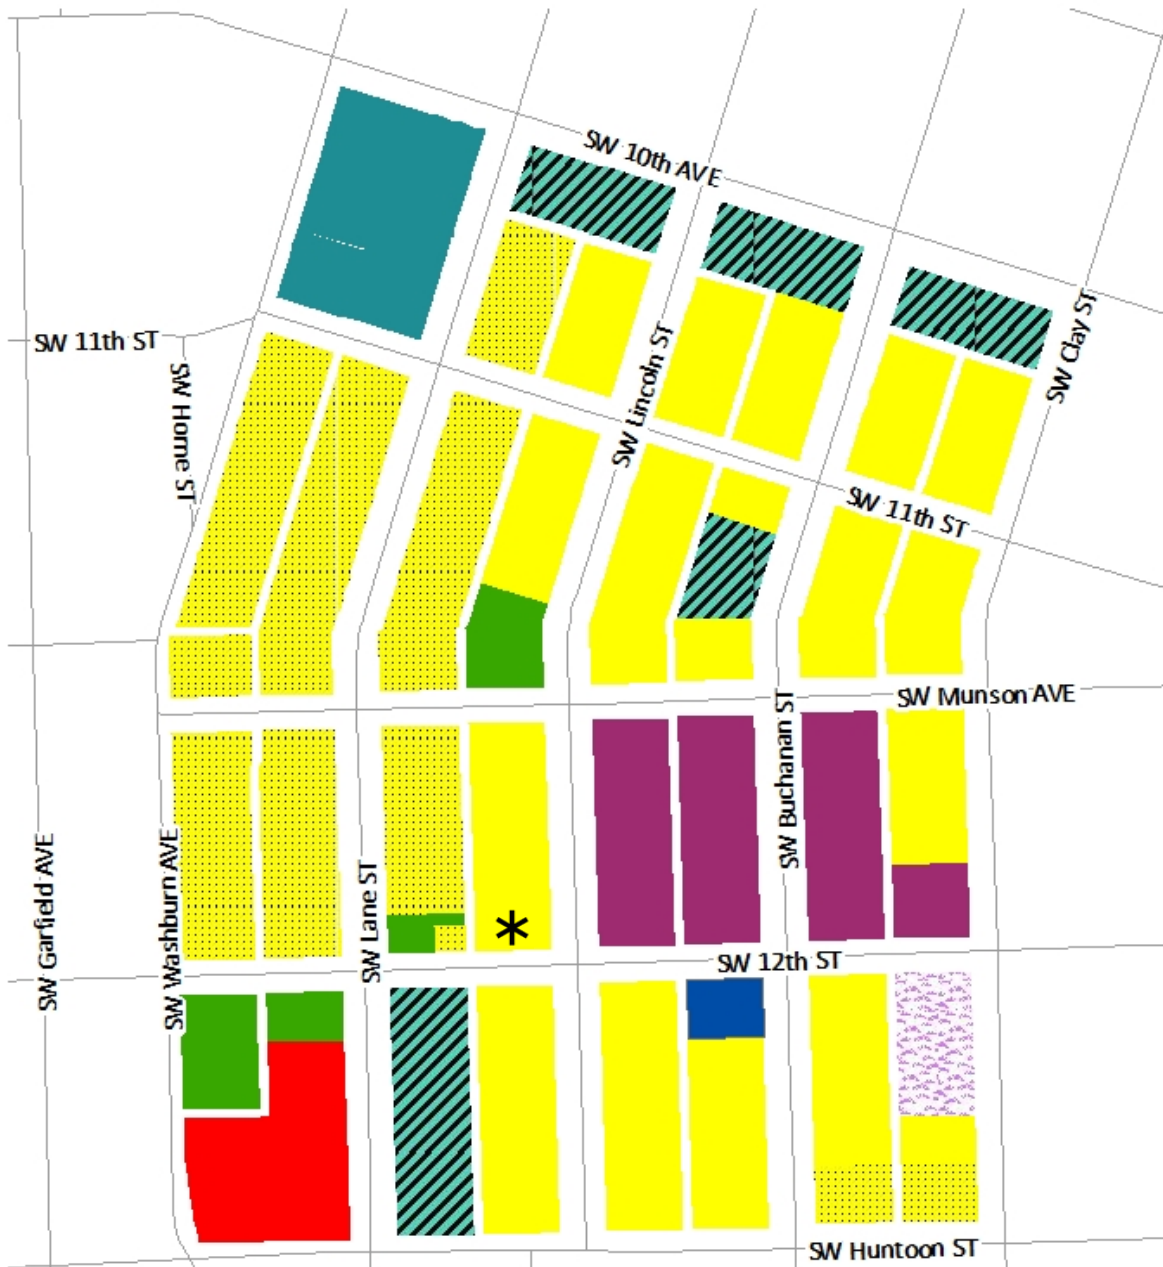 SW 10th AVE
SW 11th ST
SW Horne ST
SW Lincoln ST
SW Clay ST
SW 11th ST
SW Munson AVE
SW Buchanan ST
SW Garfield AVE
SW Washburn AVE
SW Lane ST
*
SW 12th ST
SW Huntoon ST